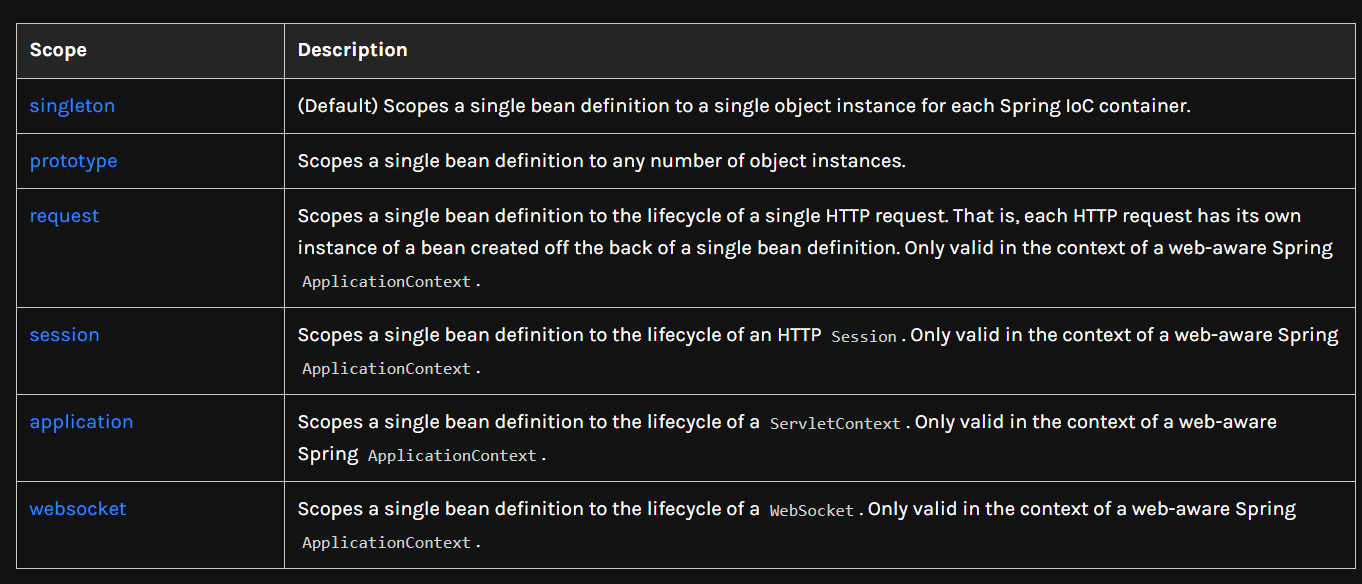 Scope Description
singleton (Default) Scopes a single bean definition to a single object instance for each Spring IoC container.
prototype Scopes a single bean definition to any number of object instances.
request Scopes a single bean definition to the lifecycle of a single HTTP request. That is, each HTTP request has its own
instance of a bean created off the back of a single bean definition. Only valid in the context of a web-aware Spring
ApplicationContext.
session Scopes a single bean definition to the lifecycle of an HTTP Session. Only valid in the context of a web-aware Spring
ApplicationContext.
application Scopes a single bean definition to the lifecycle of a ServletContext. Only valid in the context of a web-aware
Spring ApplicationContext.
websocket Scopes a single bean definition to the lifecycle of a WebSocket. Only valid in the context of a web-aware Spring
ApplicationContext.